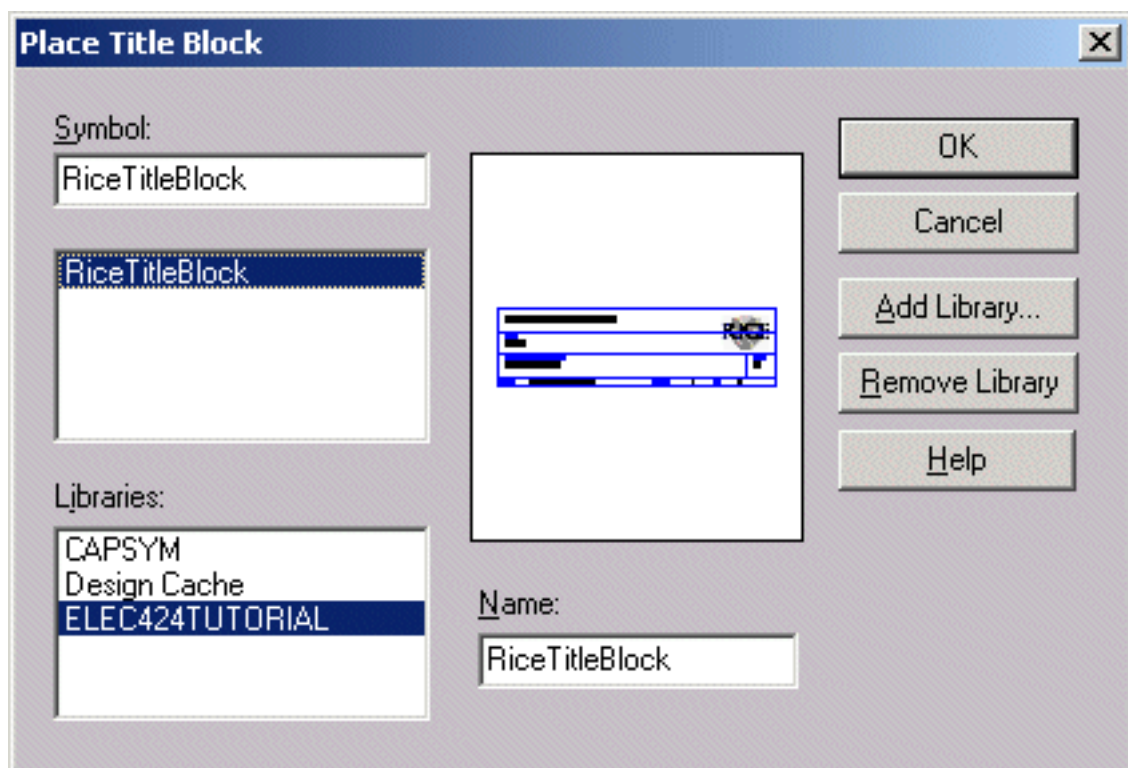 Place Title Block
Symbol:
RiceTitleBlock
RiceTitleBlock
Libraries:
CAPSYM
Design Cache
ELEC424TUTORIAL
RICE
Name:
RiceTitleBlock
OK
Cancel
Add Library...
Remove Library
Help